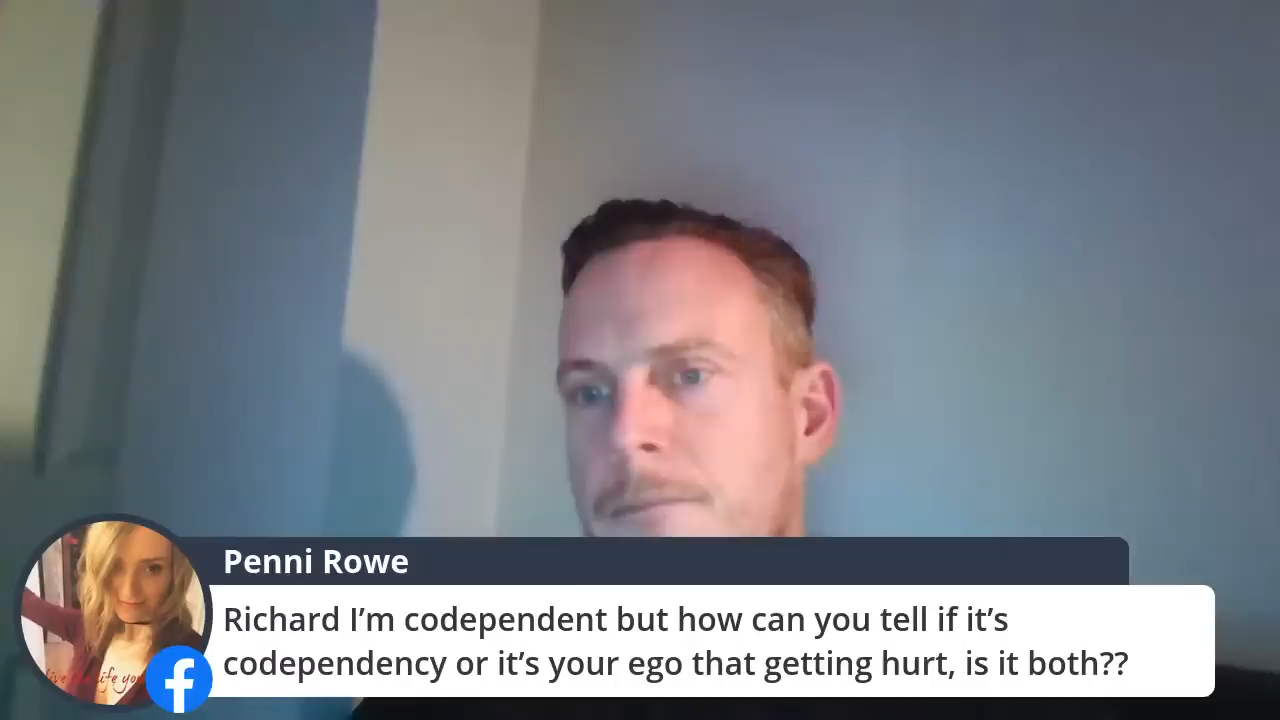 Penni Rowe
Richard I’m codependent but how can you tell if it’s
codependency or it’s your ego that getting hurt, is it both??